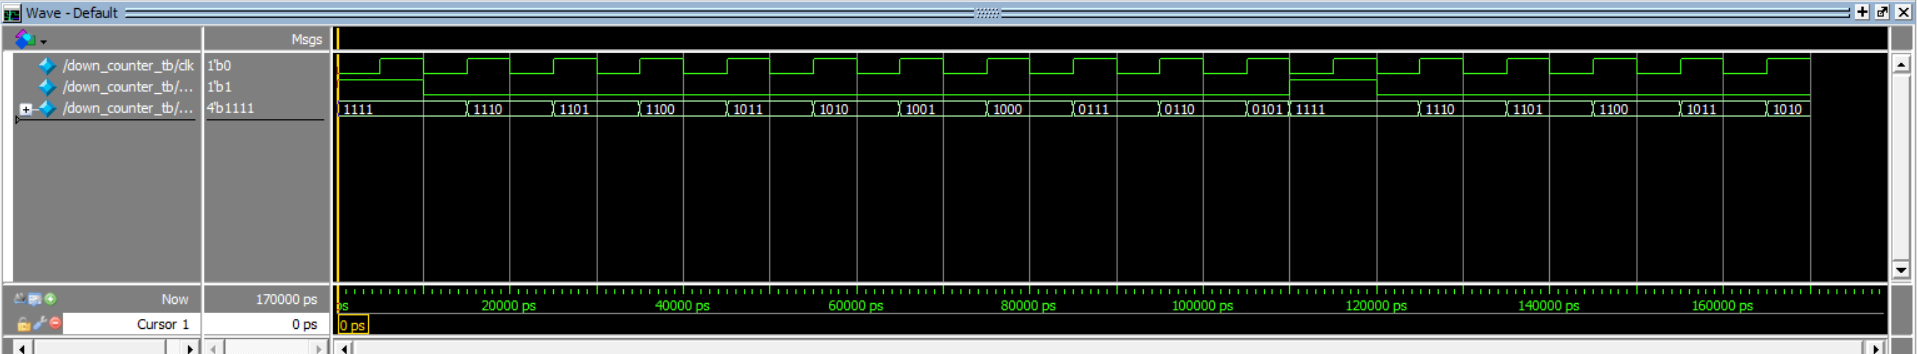 Wave - Default
Msgs
/down_counter_tb/clk 1'b0
/down_counter_tb/... 1'b1
/down_counter_tb/... 4'b1111
1111 1110 1101 1100 1011 1010 1001 1000 0111 0110 0101 1111 1110 1101 1100 1011 1010
Now 170000 ps
ps 20000 ps 40000 ps 60000 ps 80000 ps 100000 ps 120000 ps 140000 ps 160000 ps
Cursor 1 0 ps
0 ps